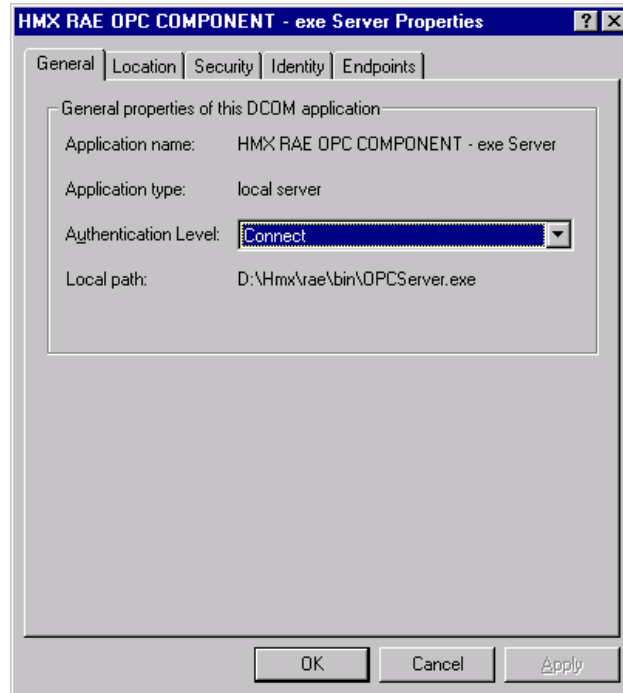 HMX RAE OPC COMPONENT - exe Server Properties
General Location Security Identity Endpoints
General properties of this DCOM application
Application name: HMX RAE OPC COMPONENT - exe Server
Application type: local server
Authentication Level: Connect
Local path: D:\Hmx\rae\bin\OPCServer.exe
OK Cancel Apply